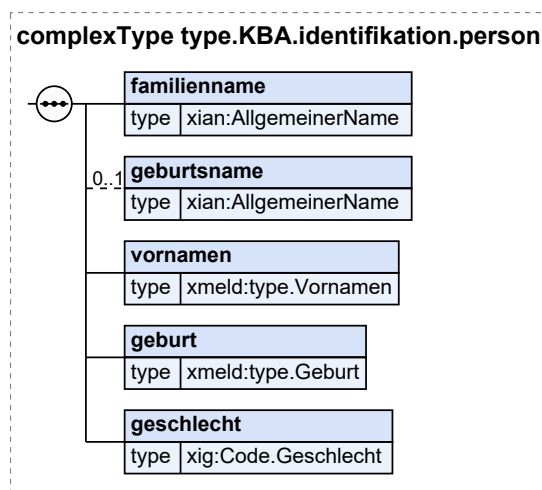 complexType type.KBA.identifikation.person
familienname
type xian:AllgemeinerName
0..1 geburtsname
type xian:AllgemeinerName
vornamen
type xmeld:type.Vornamen
geburt
type xmeld:type.Geburt
geschlecht
type xig:Code.Geschlecht